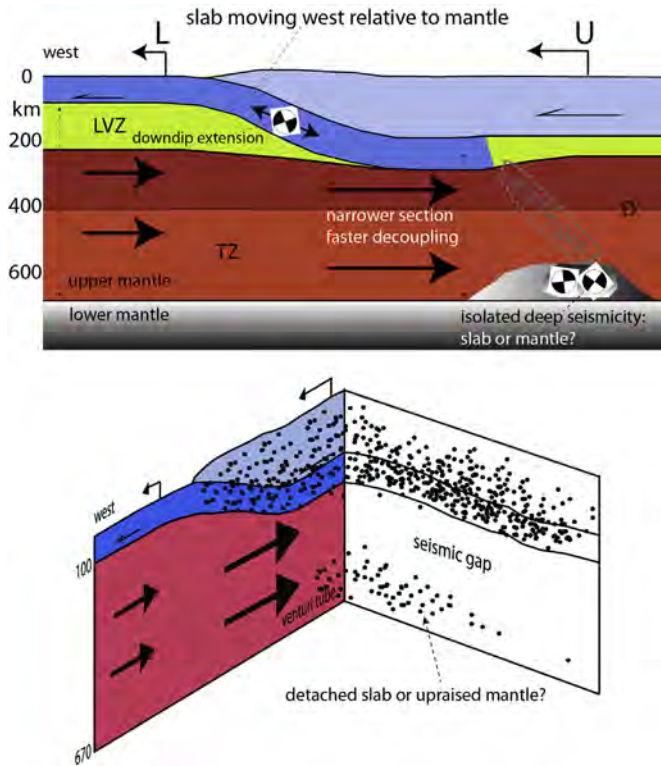 slab moving west relative to mantle
west
L
U
0
km
200
LVZ
downdip extension
400
narrower section
faster decoupling
D
TZ
600
upper mantle
lower mantle
isolated deep seismicity:
slab or mantle?
west
100
seismic gap
venturi tube
detached slab or upraised mantle?
670